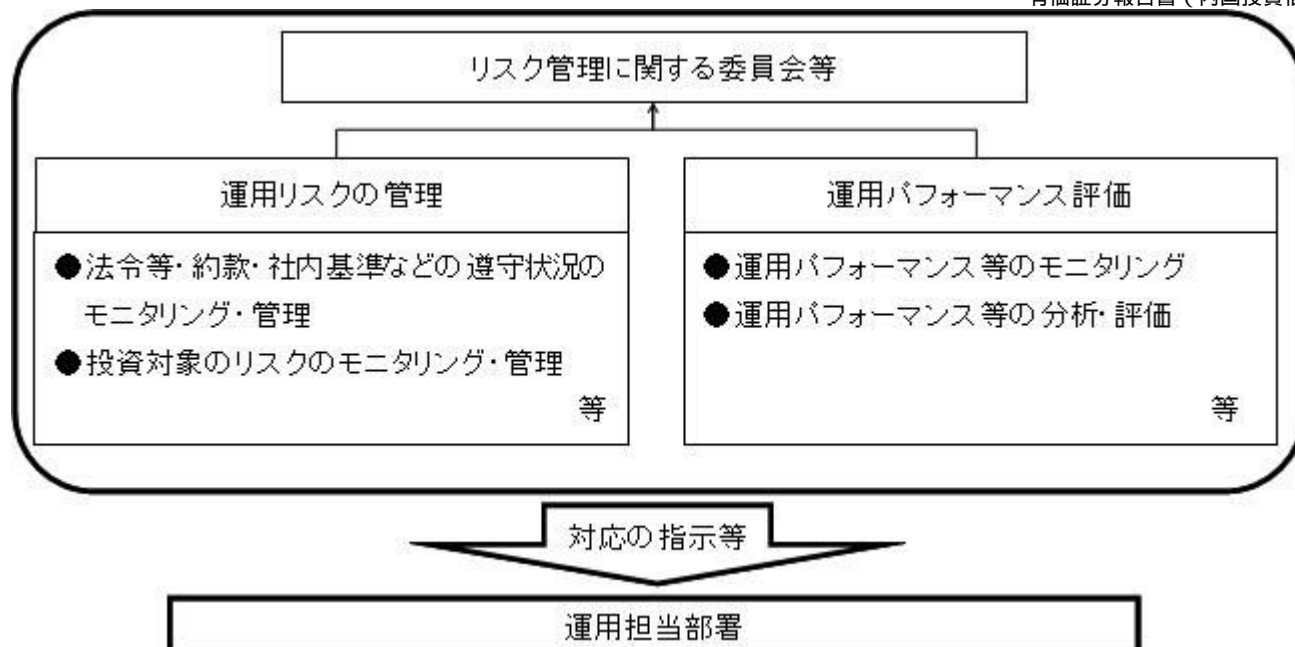 リスク管理に関する委員会等
運用リスクの管理
●法令等・約款・社内基準などの遵守状況の
モニタリング・管理
●投資対象のリスクのモニタリング・管理
等
運用パフォーマンス評価
●運用パフォーマンス等のモニタリング
●運用パフォーマンス等の分析・評価
等
対応の指示等
運用担当部署